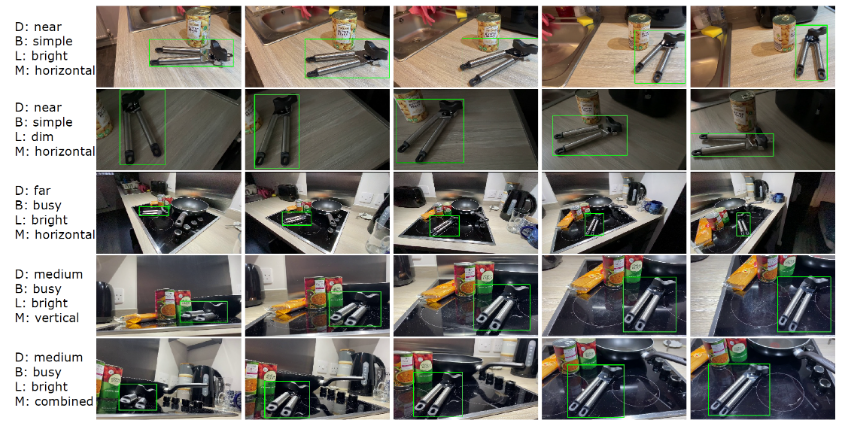 D: near
B: simple
L: bright
M: horizontal
D: near
B: simple
L: dim
M: horizontal
D: far
B: busy
L: bright
M: horizontal
D: medium
B: busy
L: bright
M: vertical
D: medium
B: busy
L: bright
M: combined